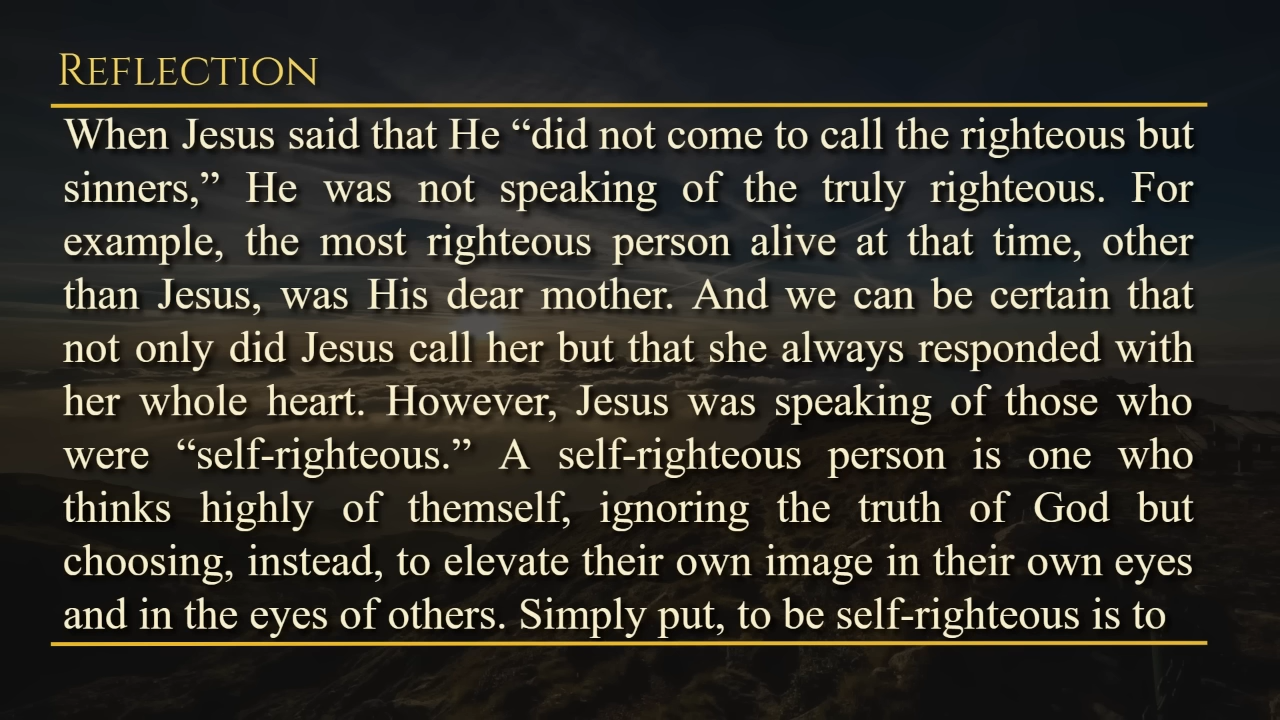 REFLECTION
When Jesus said that He “did not come to call the righteous but
sinners,” He was not speaking of the truly righteous. For
example, the most righteous person alive at that time, other
than Jesus, was His dear mother. And we can be certain that
not only did Jesus call her but that she always responded with
her whole heart. However, Jesus was speaking of those who
were “self-righteous.” A self-righteous person is one who
thinks highly of themself, ignoring the truth of God but
choosing, instead, to elevate their own image in their own eyes
and in the eyes of others. Simply put, to be self-righteous is to